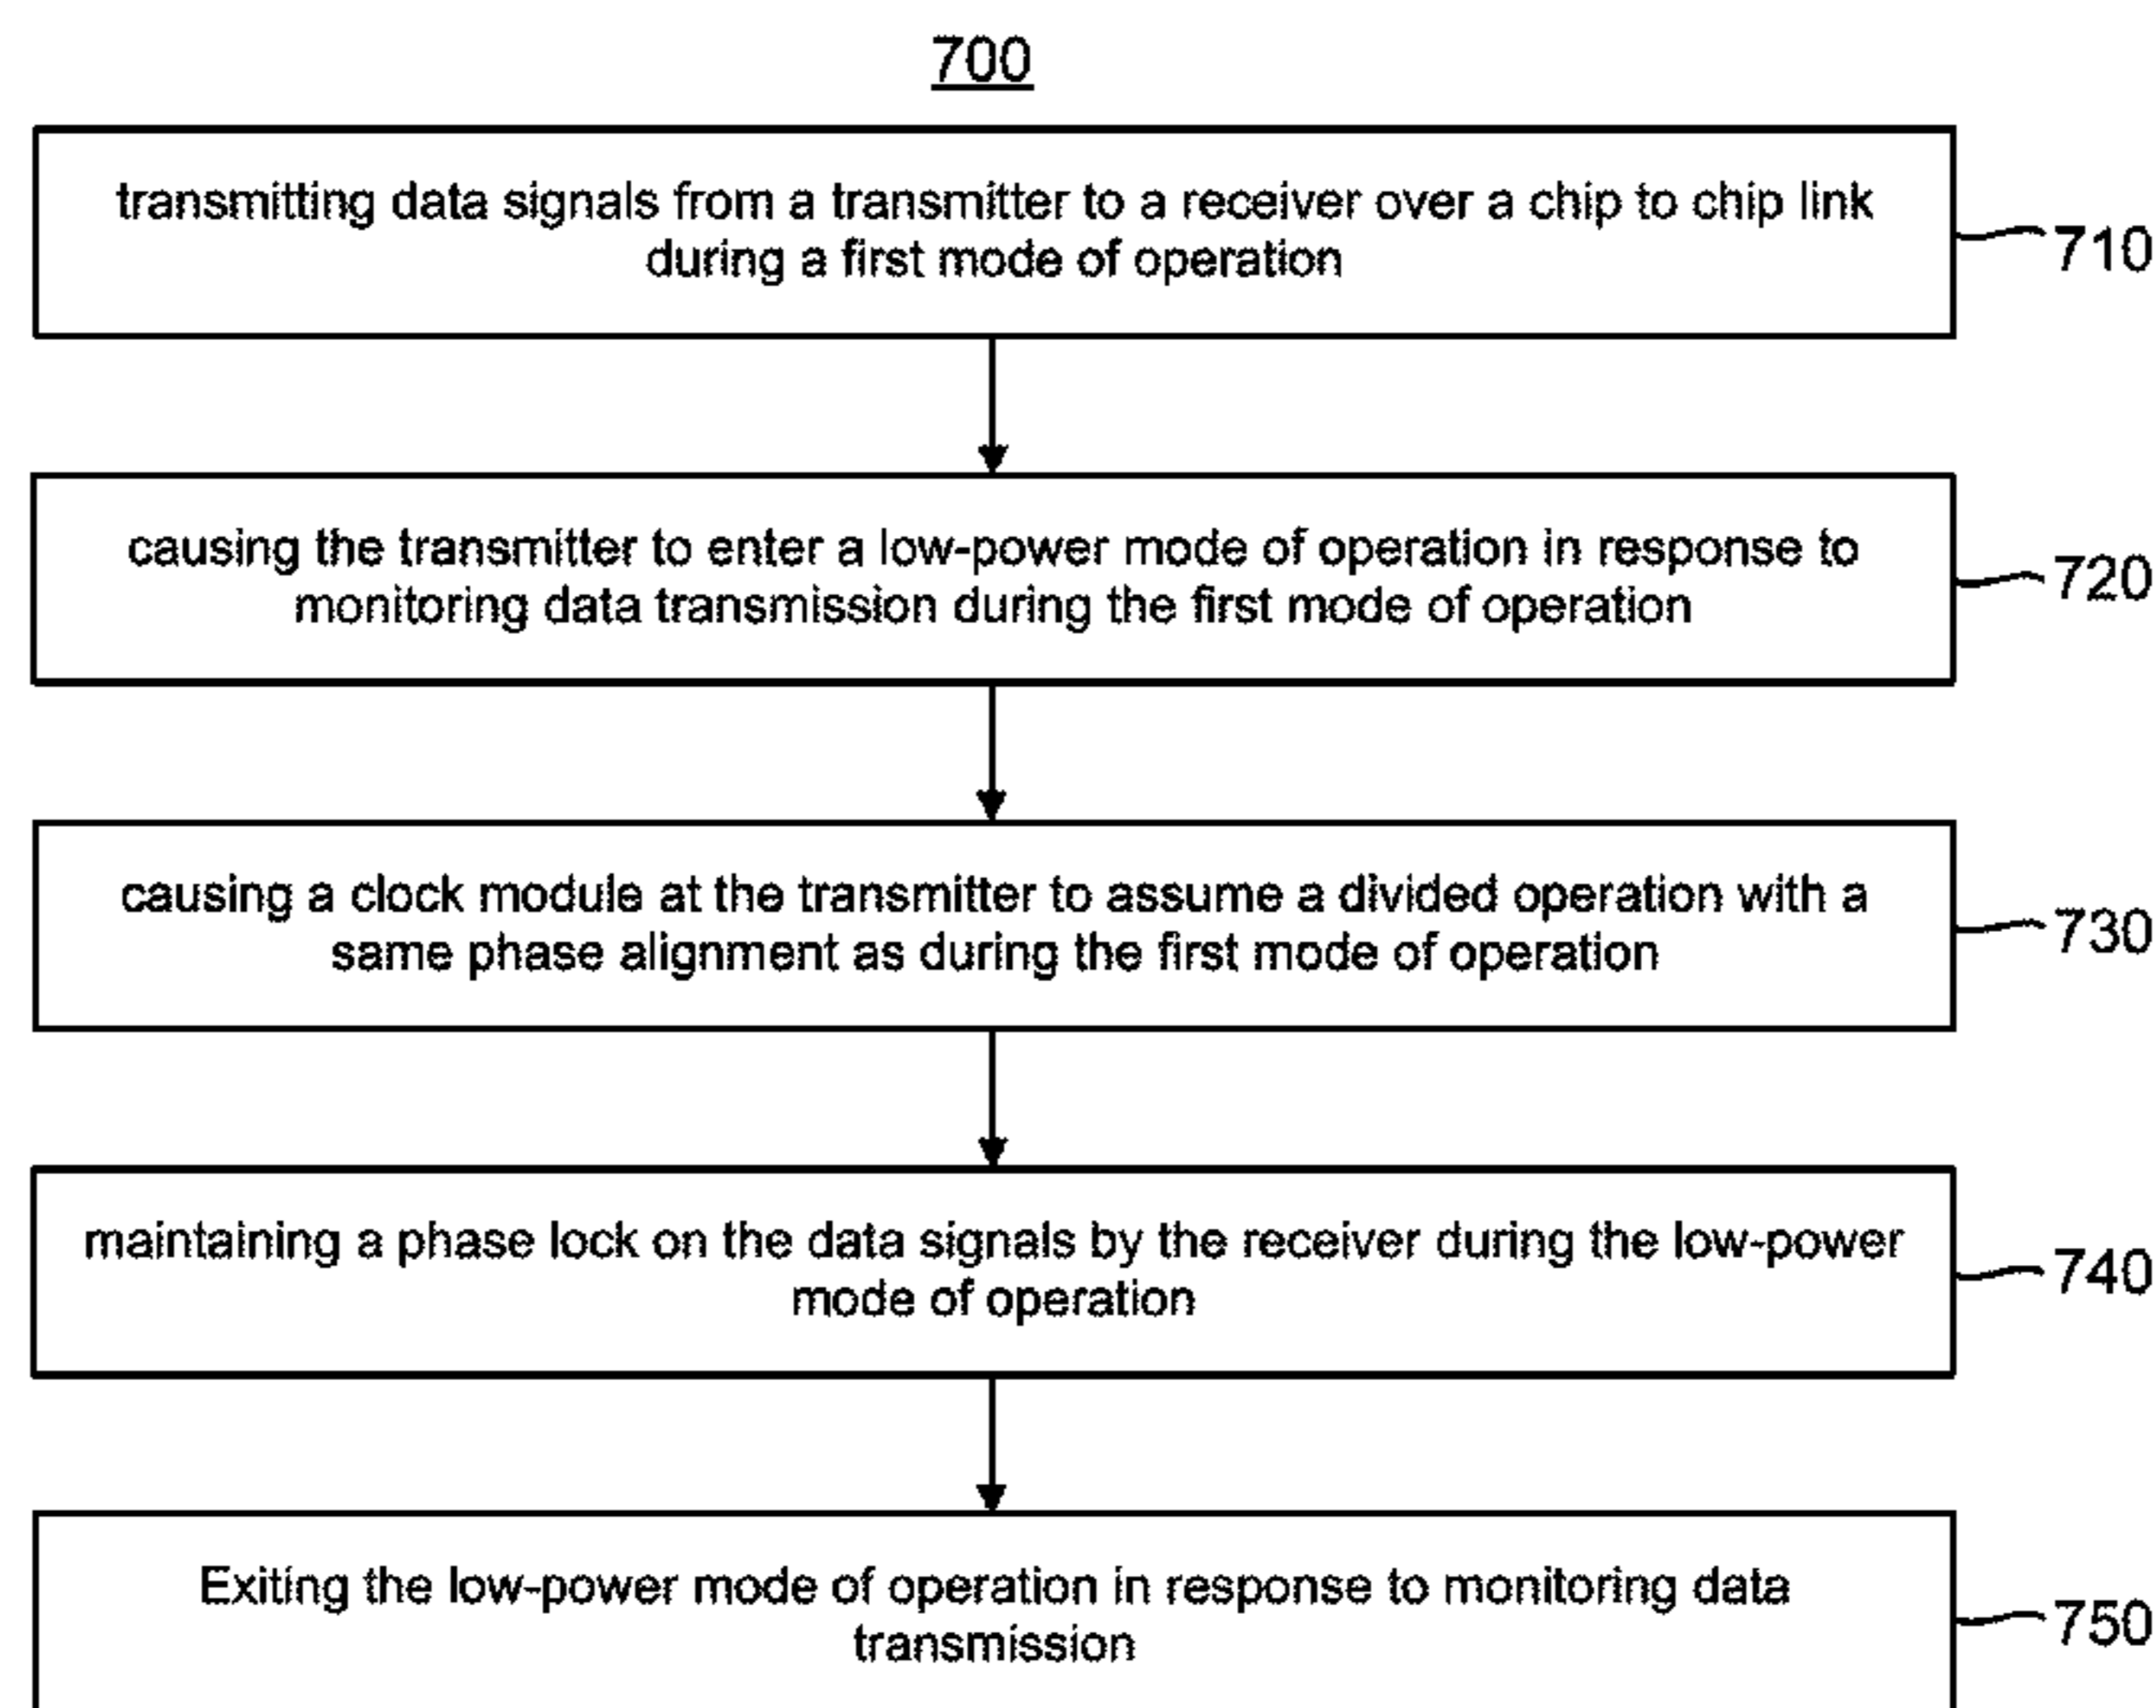 700
transmitting data signals from a transmitter to a receiver over a chip to chip link
during a first mode of operation
710
causing the transmitter to enter a low-power mode of operation in response to
monitoring data transmission during the first mode of operation
720
causing a clock module at the transmitter to assume a divided operation with a
same phase alignment as during the first mode of operation
730
maintaining a phase lock on the data signals by the receiver during the low-power
mode of operation
740
Exiting the low-power mode of operation in response to monitoring data
transmission
750